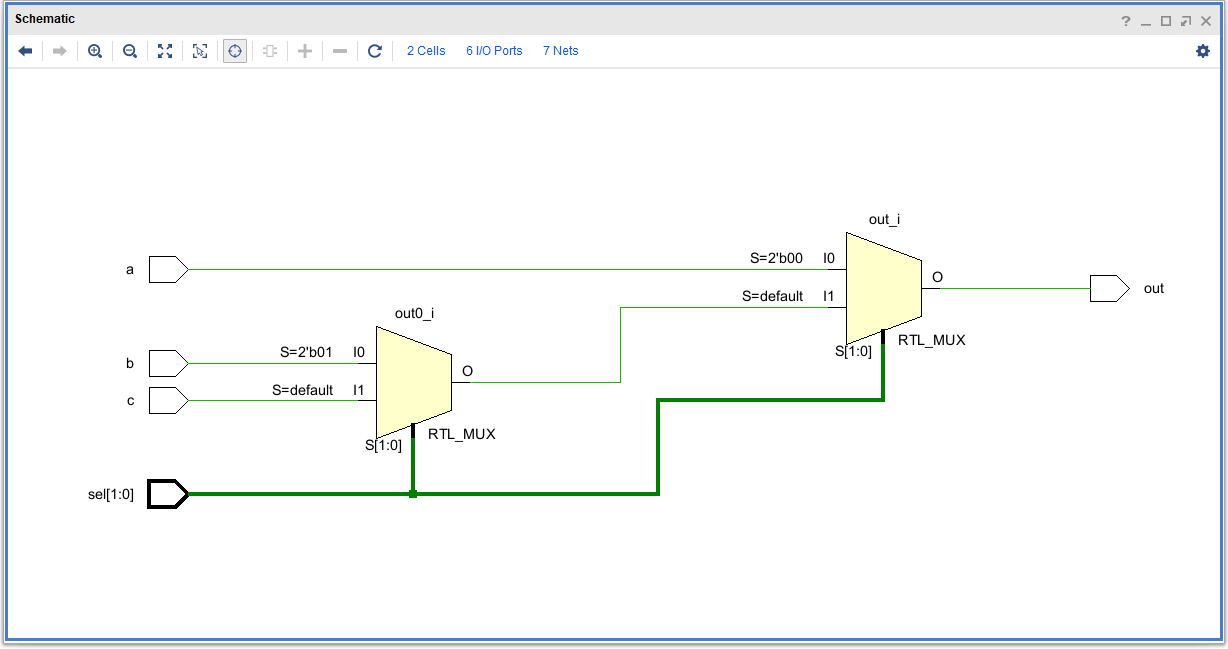 Schematic
2 Cells 6 I/O Ports 7 Nets
out_i
a S=2'b00 I0
O
S=default I1
out
out0_i
S[1:0] RTL_MUX
b S=2'b01 I0
O
c S=default I1
S[1:0] RTL_MUX
sel[1:0]